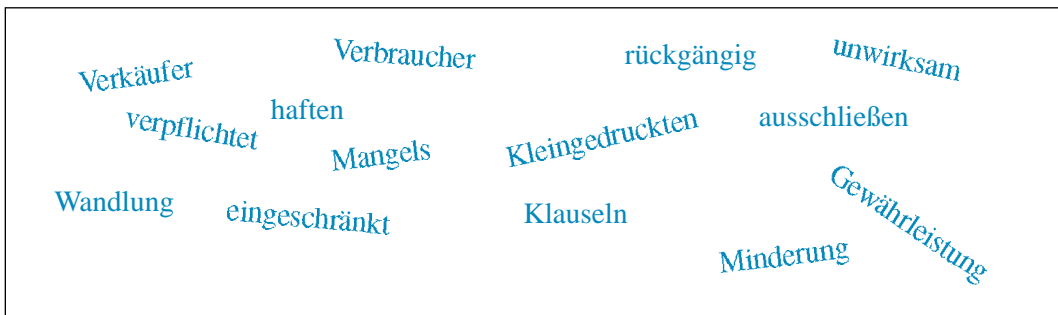 Verkäufer
Verbraucher
rückgängig
unwirksam
verpflichtet
haften
Mangels
Kleingedruckten
ausschließen
Wandlung
eingeschränkt
Klauseln
Gewährleistung
Minderung